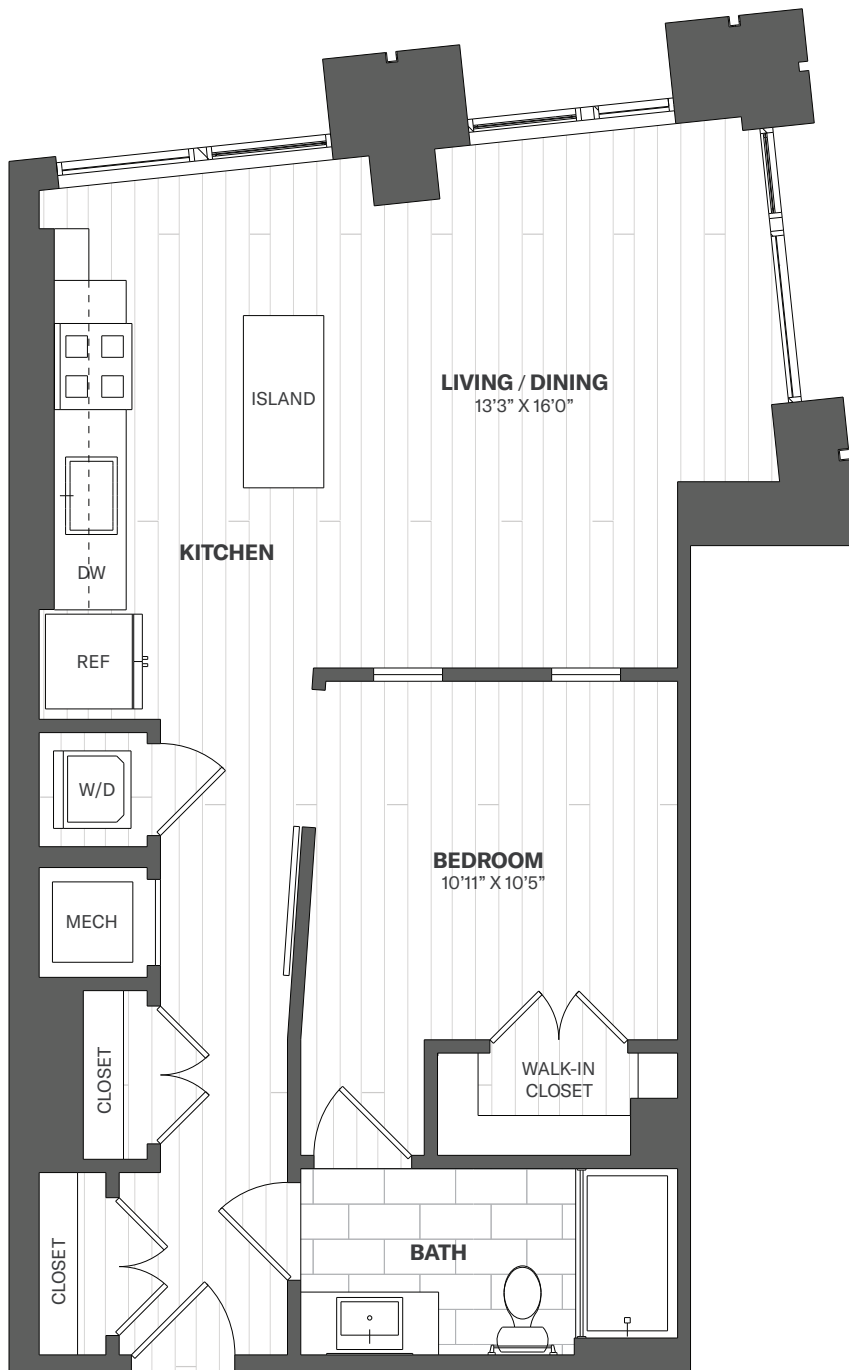 LIVING / DINING
13’3” X 16’0”
ISLAND
KITCHEN
DW
REF
W/D
BEDROOM
10’11” X 10’5”
MECH
CLOSET
WALK-IN
CLOSET
CLOSET
BATH